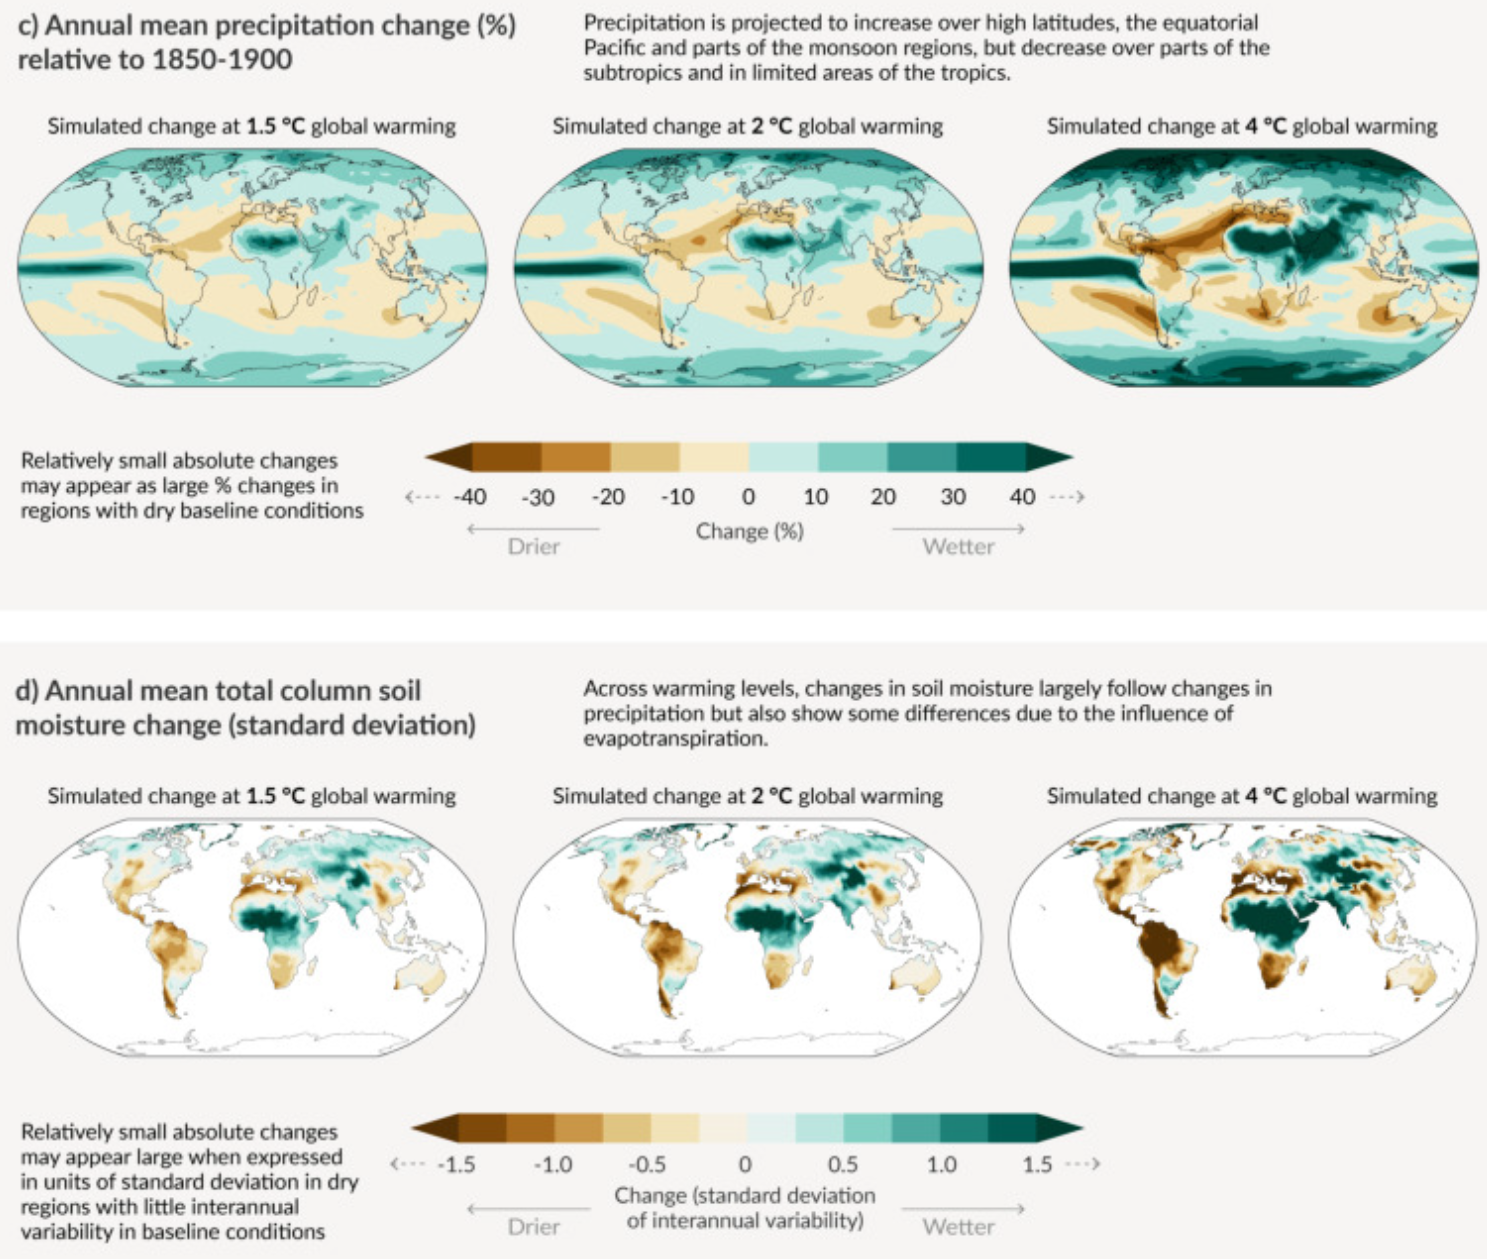 c) Annual mean precipitation change (%)
relative to 1850-1900
Precipitation is projected to increase over high latitudes, the equatorial
Pacific and parts of the monsoon regions, but decrease over parts of the
subtropics and in limited areas of the tropics.
Simulated change at 1.5 °C global warming
Simulated change at 2 °C global warming
Simulated change at 4 °C global warming
Relatively small absolute changes
may appear as large % changes in
regions with dry baseline conditions
-40 -30 -20 -10 0 10 20 30 40
Change (%)
Drier
Wetter
d) Annual mean total column soil
moisture change (standard deviation)
Across warming levels, changes in soil moisture largely follow changes in
precipitation but also show some differences due to the influence of
evapotranspiration.
Simulated change at 1.5 °C global warming
Simulated change at 2 °C global warming
Simulated change at 4 °C global warming
Relatively small absolute changes
may appear large when expressed
in units of standard deviation in dry
regions with little interannual
variability in baseline conditions
-1.5 -1.0 -0.5 0 0.5 1.0 1.5
Change (standard deviation
of interannual variability)
Drier
Wetter